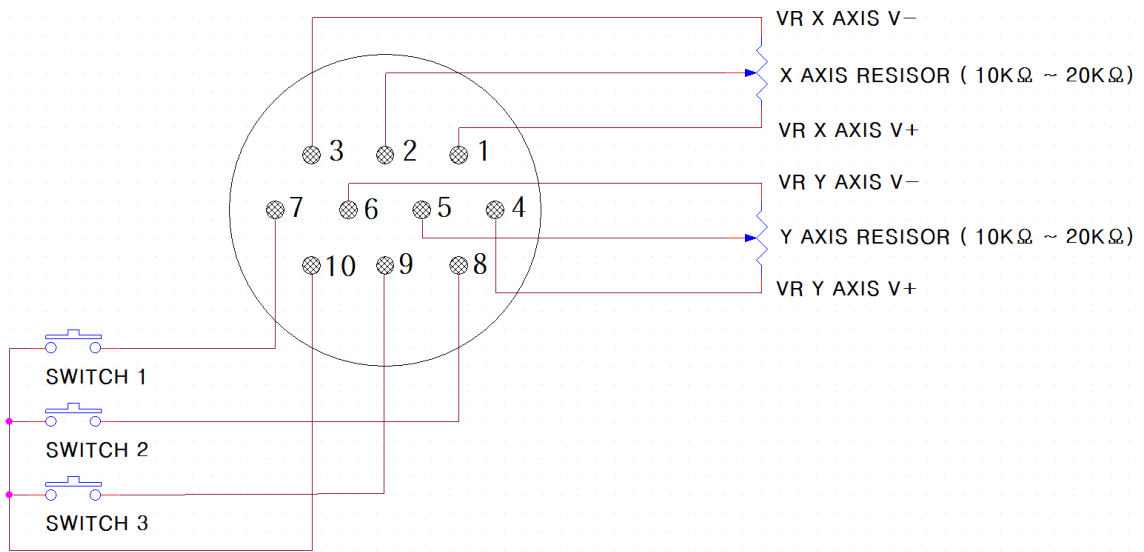 VR X AXIS V-
X AXIS RESISOR ( 10KΩ ~ 20KΩ)
VR X AXIS V+
3 2 1
VR Y AXIS V-
7 6 5 4
Y AXIS RESISOR ( 10KΩ ~ 20KΩ)
10 9 8
VR Y AXIS V+
SWITCH 1
SWITCH 2
SWITCH 3